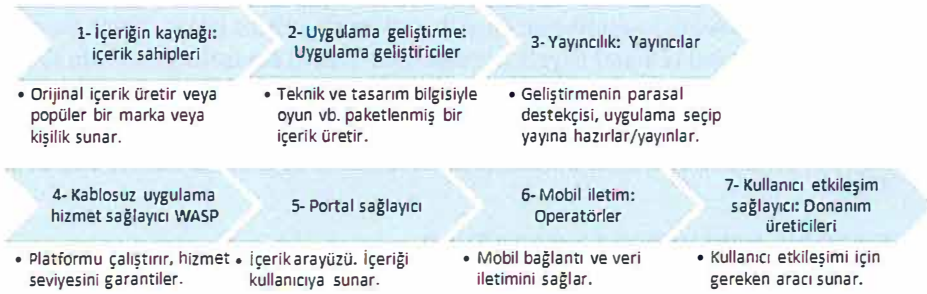 1- İçeriğin kaynağı:
içerik sahipleri
2- Uygulama geliştirme:
Uygulama geliştiriciler
3- Yayıncılık: Yayıncılar
• Orijinal içerik üretir veya
popüler bir marka veya
kişilik sunar.
• Teknik ve tasarım bilgisiyle
oyun vb. paketlenmiş bir
içerik üretir.
• Geliştirmenin parasal
destekçisi, uygulama seçip
yayına hazırlar/yayınlar.
4- Kablosuz uygulama
hizmet sağlayıcı WASP
5- Portal sağlayıcı
6- Mobil iletim:
Operatörler
7- Kullanıcı etkileşim
sağlayıcı: Donanım
üreticileri
• Platformu çalıştırır, hizmet
seviyesini garantiler.
• İçerik arayüzü. İçeriği
kullanıcıya sunar.
• Mobil bağlantı ve veri
iletimini sağlar.
• Kullanıcı etkileşimi için
gereken aracı sunar.